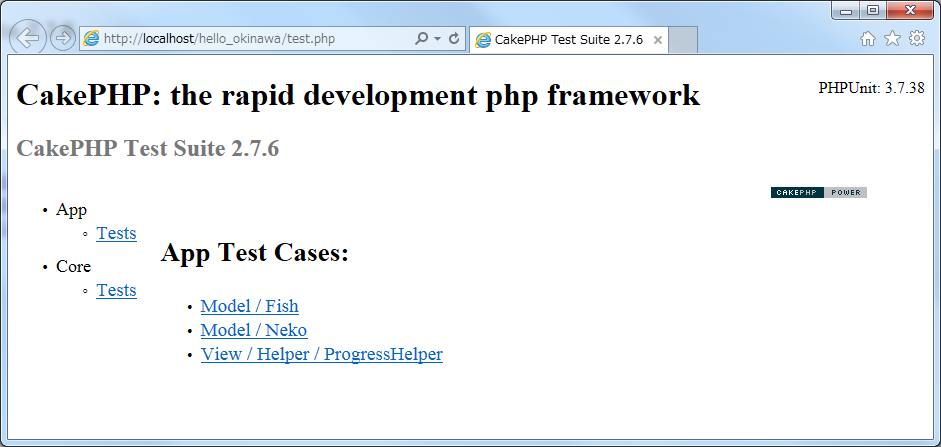 http://localhost/hello_okinawa/test.php
CakePHP Test Suite 2.7.6
CakePHP: the rapid development php framework
PHPUnit: 3.7.38
CakePHP Test Suite 2.7.6
CAKEPHP POWER
App
Tests
Core
Tests
App Test Cases:
Model / Fish
Model / Neko
View / Helper / ProgressHelper